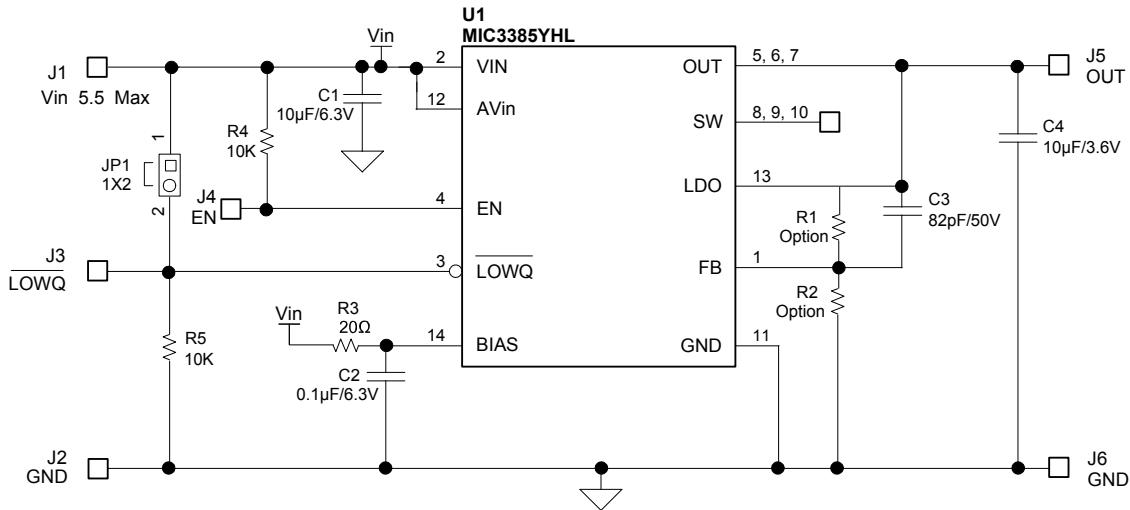 U1
MIC3385YHL
Vin
J1
Vin 5.5 Max
2
VIN
OUT
5, 6, 7
J5
OUT
C1
10µF/6.3V
12
AVin
SW
8, 9, 10
C4
10µF/3.6V
1
R4
10K
JP1
1X2
2
LDO
13
J4
EN
4
EN
R1
Option
C3
82pF/50V
J3
LOWQ
3
LOWQ
FB
1
R2
Option
Vin
R3
20Ω
14
BIAS
GND
11
R5
10K
C2
0.1µF/6.3V
J2
GND
J6
GND